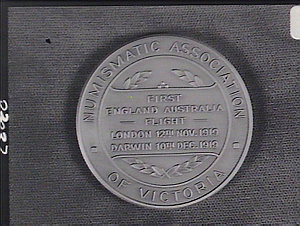 NUMISMATIC ASSOCIATION
OF VICTORIA
FIRST
ENGLAND AUSTRALIA
FLIGHT
LONDON 12TH NOV. 1919
DARWIN 10TH DEC. 1919